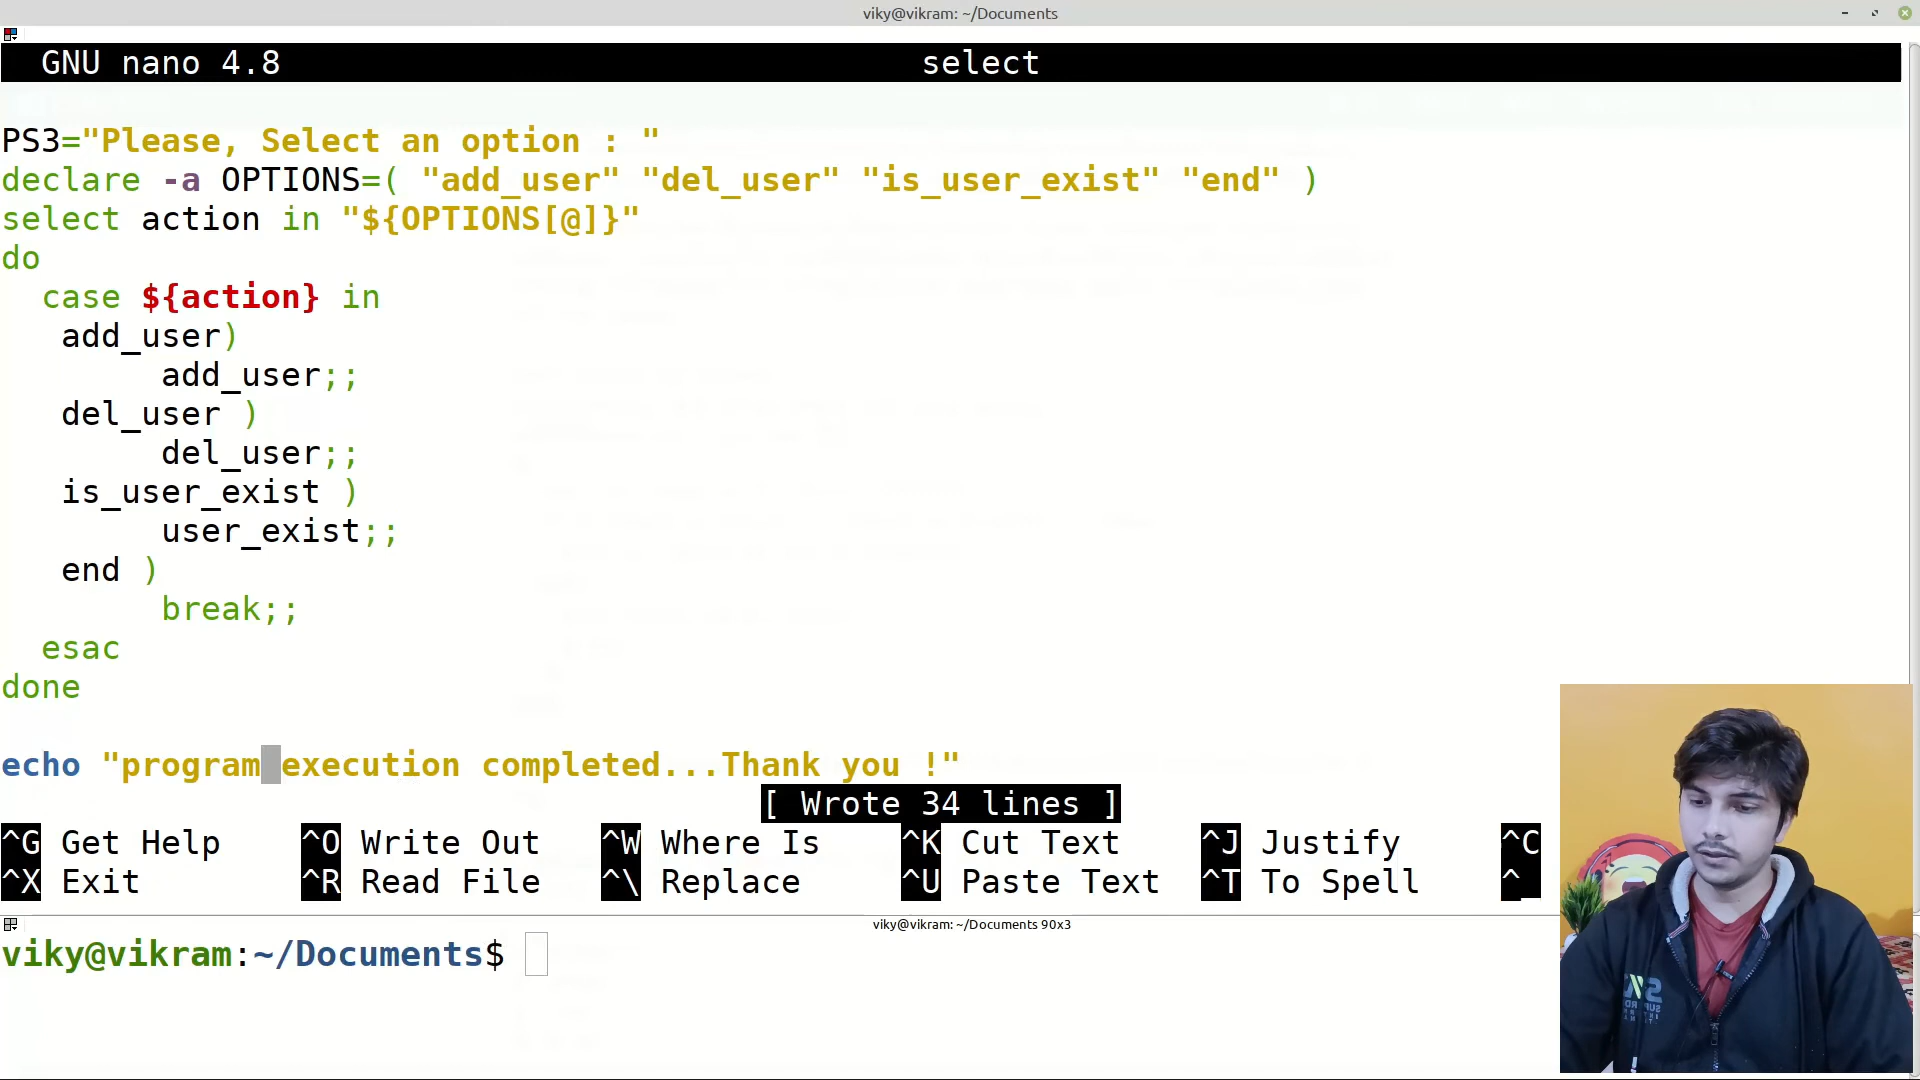 viky@vikram: ~/Documents
GNU nano 4.8 select
PS3="Please, Select an option : "
declare -a OPTIONS=( "add_user" "del_user" "is_user_exist" "end" )
select action in "${OPTIONS[@]}"
do
case ${action} in
add_user)
add_user;;
del_user )
del_user;;
is_user_exist )
user_exist;;
end )
break;;
esac
done
echo "program execution completed...Thank you !"
[ Wrote 34 lines ]
^G Get Help ^O Write Out ^W Where Is ^K Cut Text ^J Justify ^C
^X Exit ^R Read File ^\ Replace ^U Paste Text ^T To Spell ^
viky@vikram: ~/Documents 90x3
viky@vikram:~/Documents$